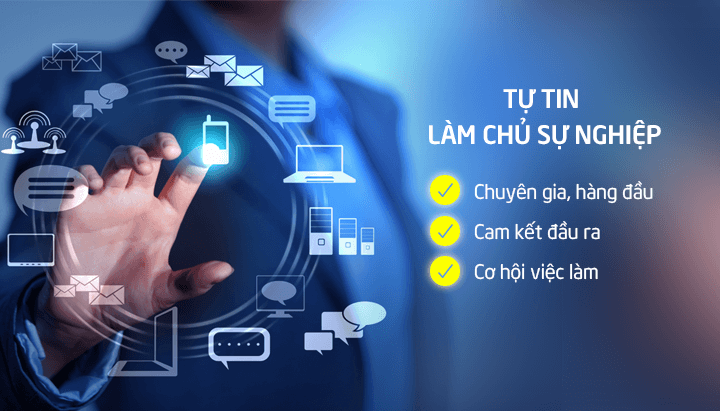 TỰ TIN
LÀM CHỦ SỰ NGHIỆP
Chuyên gia, hàng đầu
Cam kết đầu ra
Cơ hội việc làm